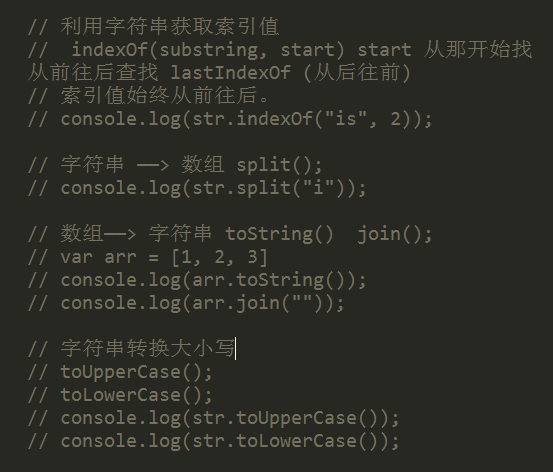 // 利用字符串获取索引值
//  indexOf(substring, start) start 从那开始找
从前往后查找 lastIndexOf (从后往前)
// 索引值始终从前往后。
// console.log(str.indexOf("is", 2));
// 字符串 ——> 数组 split();
// console.log(str.split("i"));
// 数组——> 字符串 toString()  join();
// var arr = [1, 2, 3]
// console.log(arr.toString());
// console.log(arr.join(""));
// 字符串转换大小写
// toUpperCase();
// toLowerCase();
// console.log(str.toUpperCase());
// console.log(str.toLowerCase());